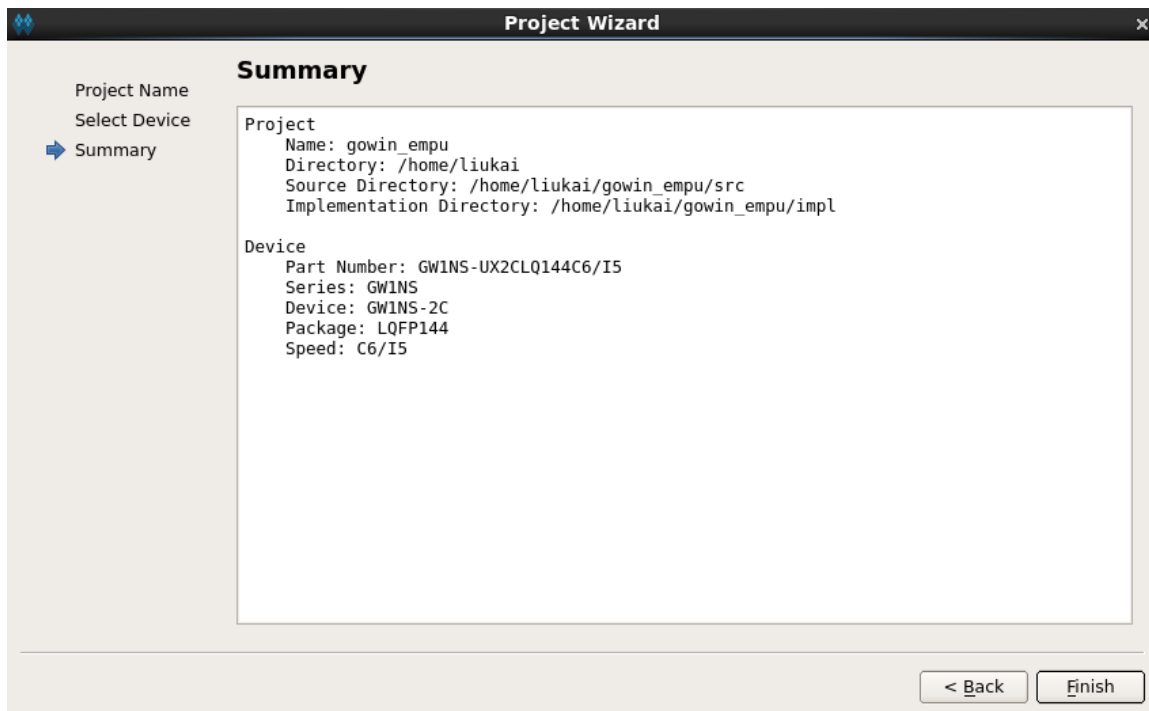 Project Wizard
Project Name
Select Device
Summary
Summary
Project
Name: gowin_empu
Directory: /home/liukai
Source Directory: /home/liukai/gowin_empu/src
Implementation Directory: /home/liukai/gowin_empu/impl
Device
Part Number: GW1NS-UX2CLQ144C6/I5
Series: GW1NS
Device: GW1NS-2C
Package: LQFP144
Speed: C6/I5
< Back
Finish